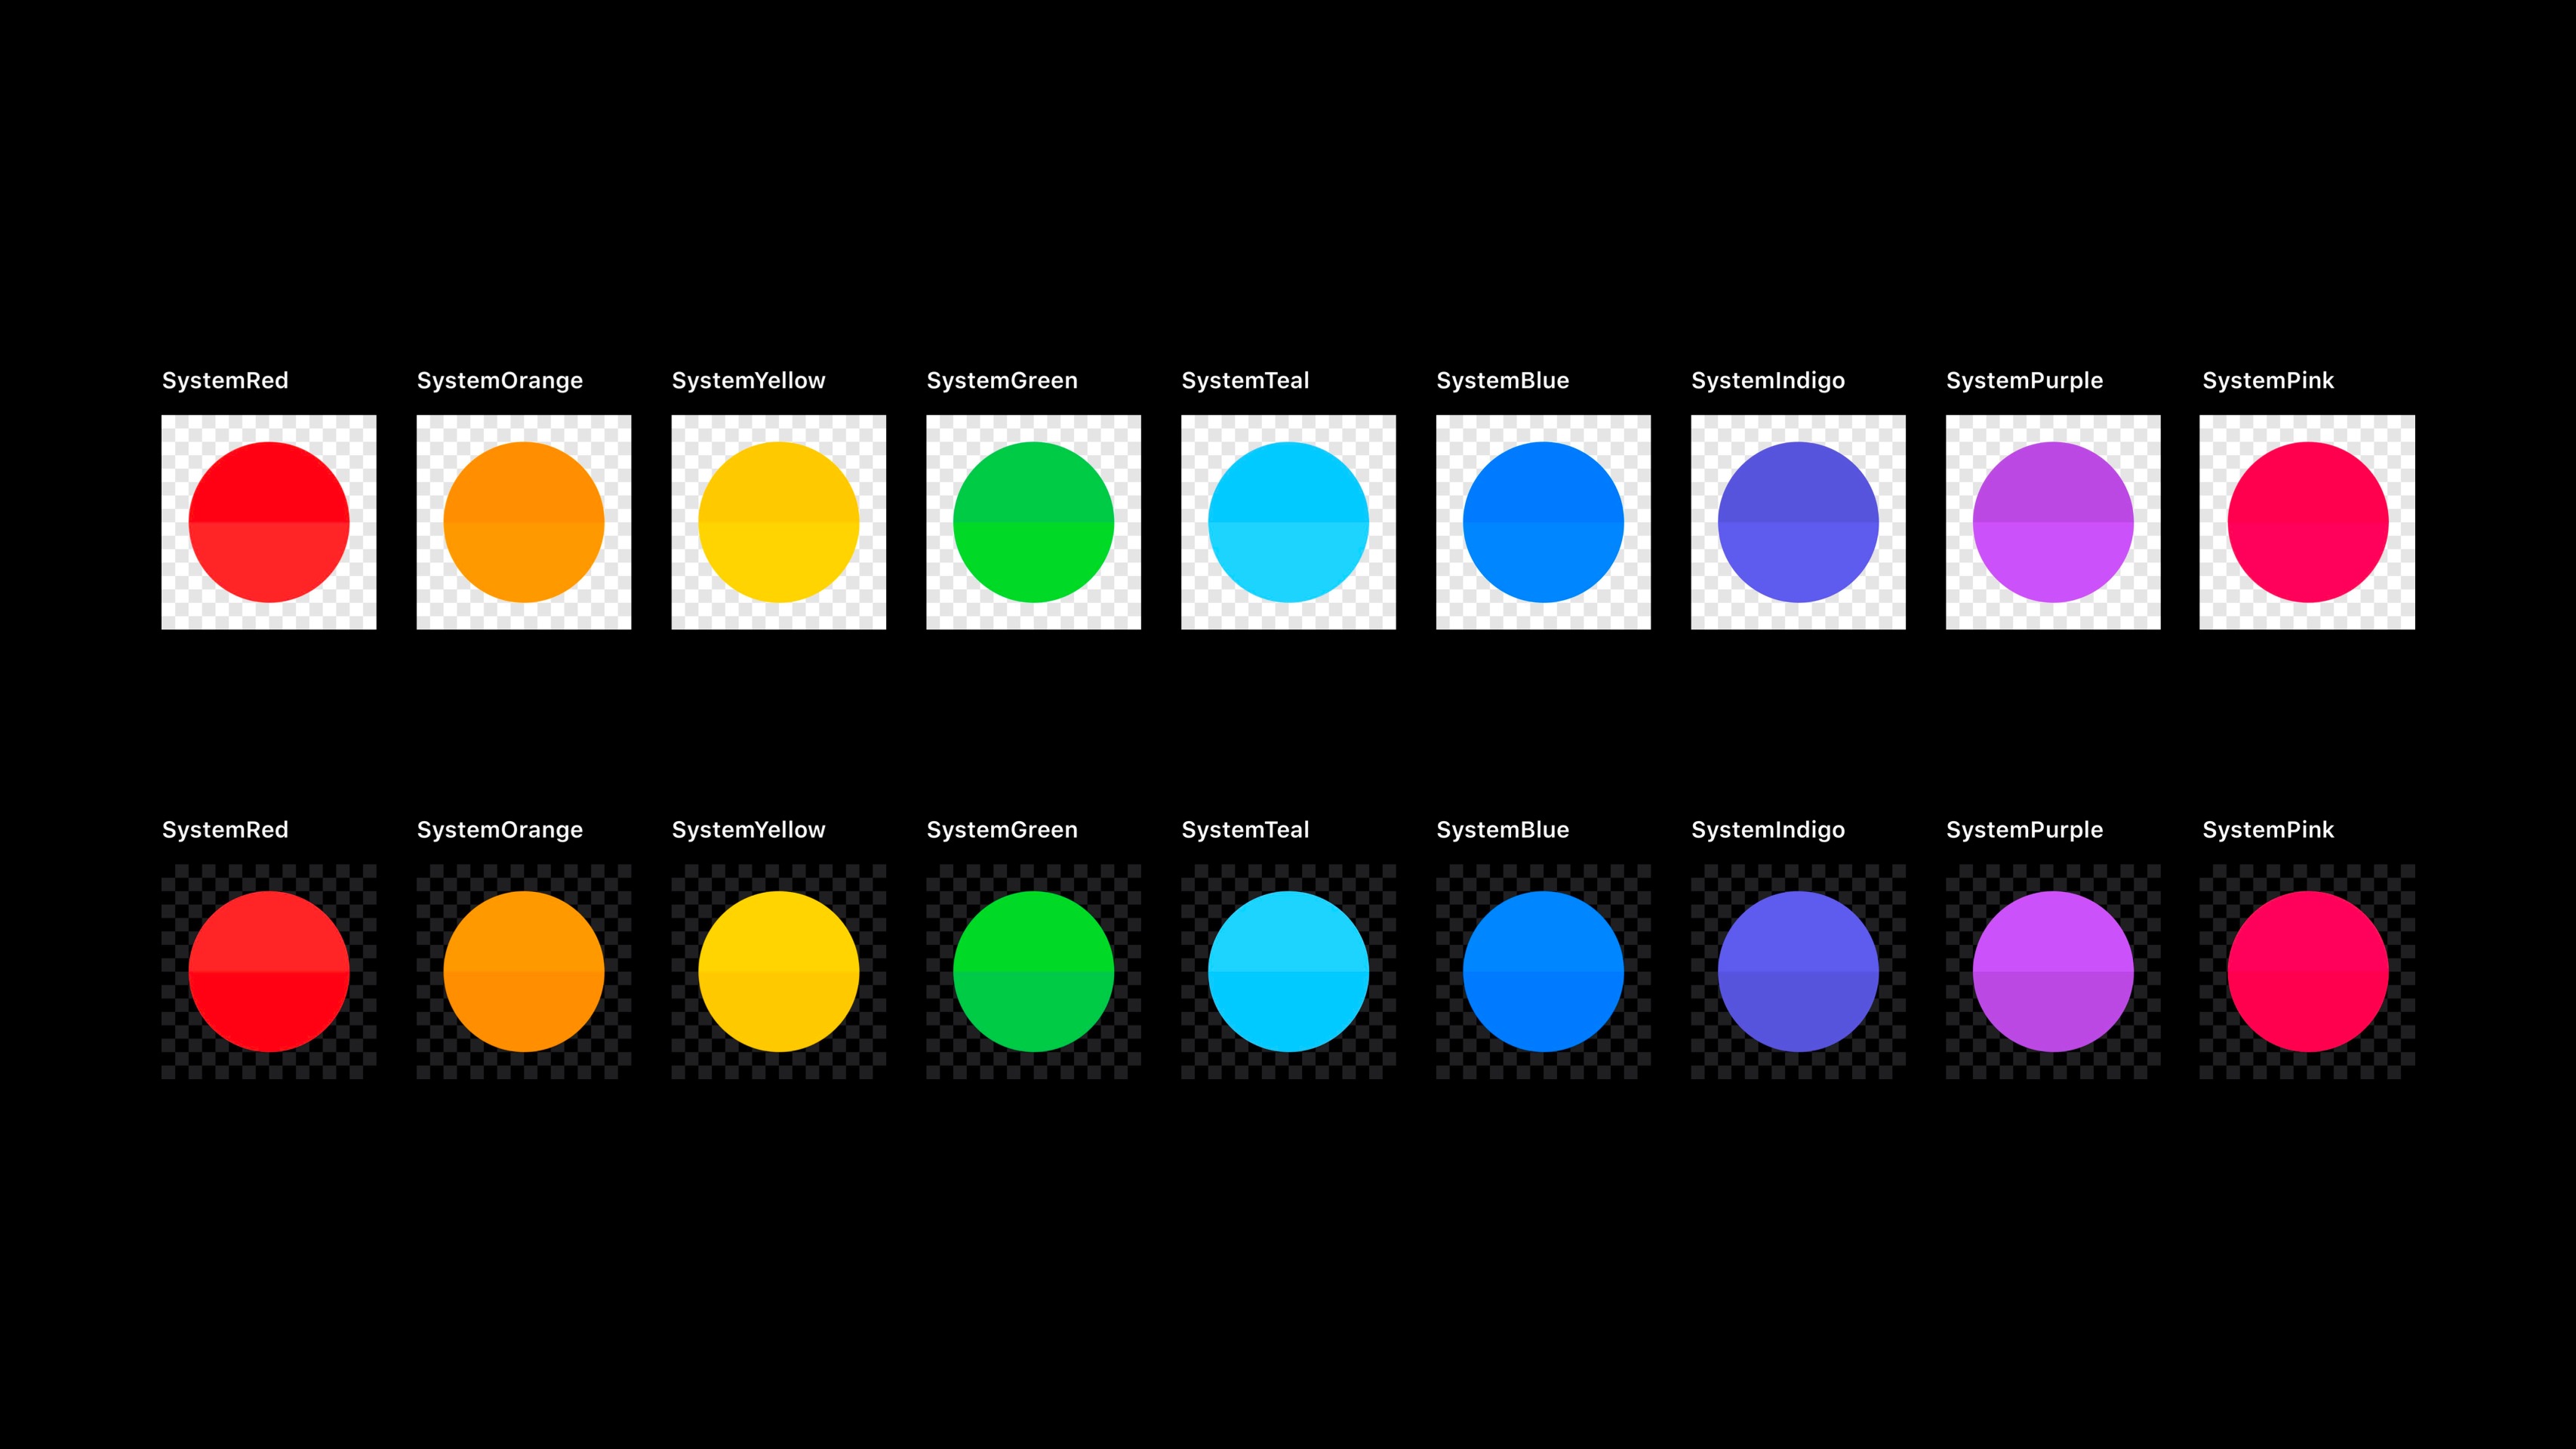 SystemRed
SystemOrange
SystemYellow
SystemGreen
SystemTeal
SystemBlue
SystemIndigo
SystemPurple
SystemPink
SystemRed
SystemOrange
SystemYellow
SystemGreen
SystemTeal
SystemBlue
SystemIndigo
SystemPurple
SystemPink